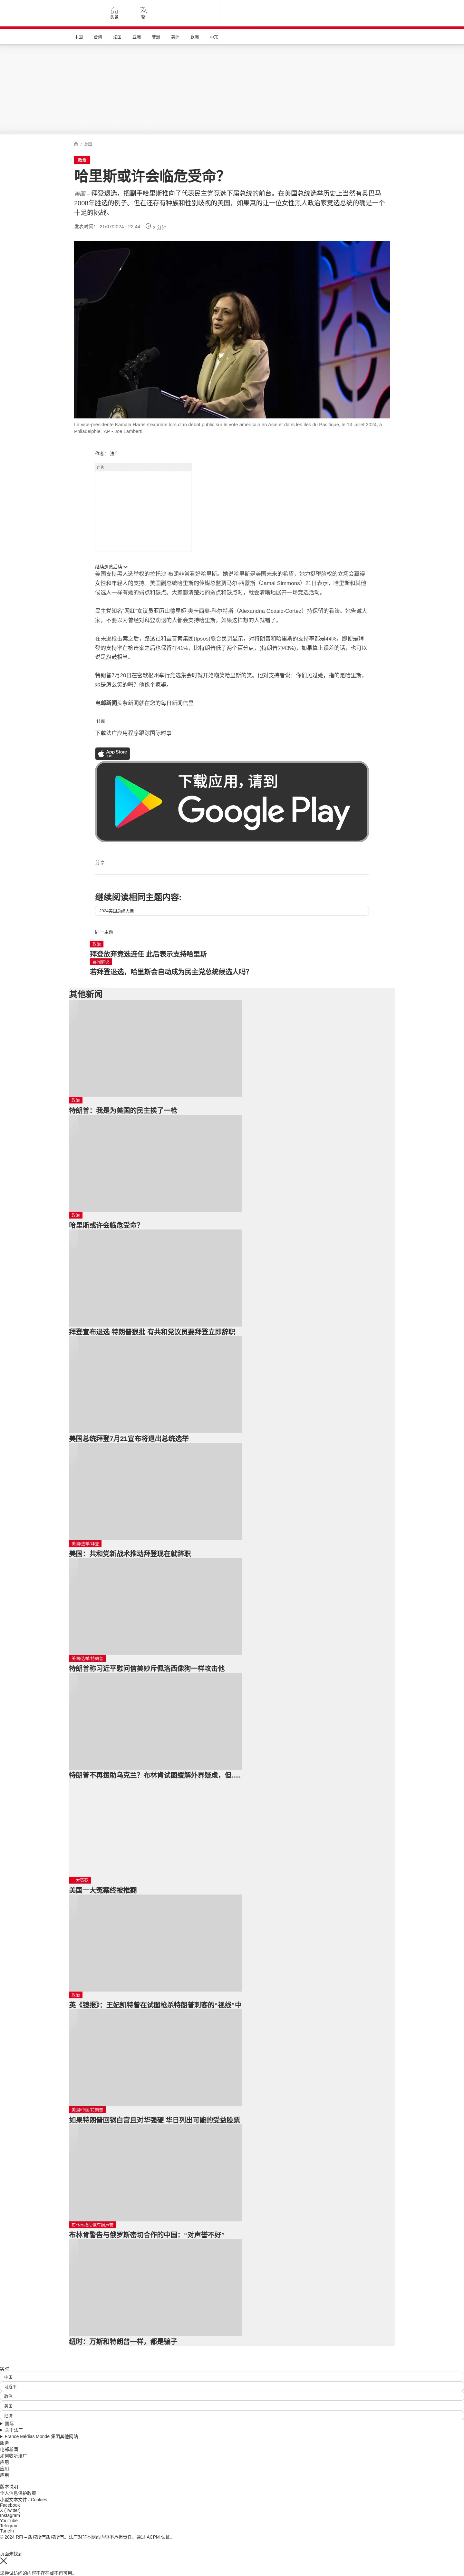 头条
繁
中国
台海
法国
亚洲
非洲
美洲
欧洲
中东
/ 美国
政治
哈里斯或许会临危受命？
美国 – 拜登退选，把副手哈里斯推向了代表民主党竞选下届总统的前台。在美国总统选举历史上当然有奥巴马
2008年胜选的例子。但在还存有种族和性别歧视的美国，如果真的让一位女性黑人政治家竞选总统的确是一个
十足的挑战。
发表时间： 21/07/2024 - 22:44 5 分钟
La vice-présidente Kamala Harris s'exprime lors d'un débat public sur le vote américain en Asie et dans les îles du Pacifique, le 13 juillet 2024, à
Philadelphie. AP - Joe Lamberti
作者： 法广
广告
继续浏览后续
美国支持黑人选举权的拉托沙·布朗非常看好哈里斯。她说哈里斯是美国未来的希望。她力挺堕胎权的立场会赢得
女性和年轻人的支持。美国副总统哈里斯的传媒总监贾马尔·西蒙斯（Jamal Simmons）21日表示，哈里斯和其他
候选人一样有她的弱点和缺点。大家都清楚她的弱点和缺点时，就会清晰地展开一场竞选活动。
民主党知名“网红”女议员亚历山德里娅·奥卡西奥-科尔特斯（Alexandria Ocasio-Cortez）持保留的看法。她告诫大
家，不要以为曾经对拜登劝退的人都会支持哈里斯，如果这样想的人就错了。
在未遂枪击案之后，路透社和益普索集团(Ipsos)联合民调显示，对特朗普和哈里斯的支持率都是44%。即便是拜
登的支持率在枪击案之后也保留在41%。比特朗普低了两个百分点，(特朗普为43%)，如果算上误差的话，也可以
说是旗鼓相当。
特朗普7月20日在密歇根州举行竞选集会时就开始嘲笑哈里斯的笑。他对支持者说：你们见过她，指的是哈里斯，
她是怎么笑的吗？他像个疯婆。
电邮新闻头条新闻就在您的每日新闻信里
订阅
下载法广应用程序跟踪国际时事
App Store
下载应用，请到
Google Play
分享 :
继续阅读相同主题内容:
2024美国总统大选
同一主题
政治
拜登放弃竞选连任 此后表示支持哈里斯
要闻解说
若拜登退选，哈里斯会自动成为民主党总统候选人吗？
其他新闻
政治
特朗普：我是为美国的民主挨了一枪
政治
哈里斯或许会临危受命？
拜登宣布退选 特朗普狠批 有共和党议员要拜登立即辞职
美国总统拜登7月21宣布将退出总统选举
美国/选举/拜登
美国：共和党新战术推动拜登现在就辞职
美国/选举/特朗普
特朗普称习近平慰问信美妙斥佩洛西像狗一样攻击他
特朗普不再援助乌克兰？布林肯试图缓解外界疑虑，但.....
一大冤案
美国一大冤案终被推翻
政治
英《镜报》：王妃凯特曾在试图枪杀特朗普刺客的“视线”中
美国/中国/特朗普
如果特朗普回锅白宫且对华强硬 华日列出可能的受益股票
布林肯警告与俄罗斯密切合作的中国：“对声誉不好”
纽时：万斯和特朗普一样，都是骗子
实时
中国
习近平
政治
美国
经济
国际
关于法广
France Médias Monde 集团其他网站
服务
电邮新闻
如何收听法广
应用
应用
应用
版本说明
个人信息保护政策
小型文本文件 / Cookies
Facebook
X (Twitter)
Instagram
YouTube
Telegram
TuneIn
© 2024 RFI – 版权所有版权所有。法广对非本网站内容不承担责任。通过 ACPM 认证。
页面未找到
您尝试访问的内容不存在或不再可用。